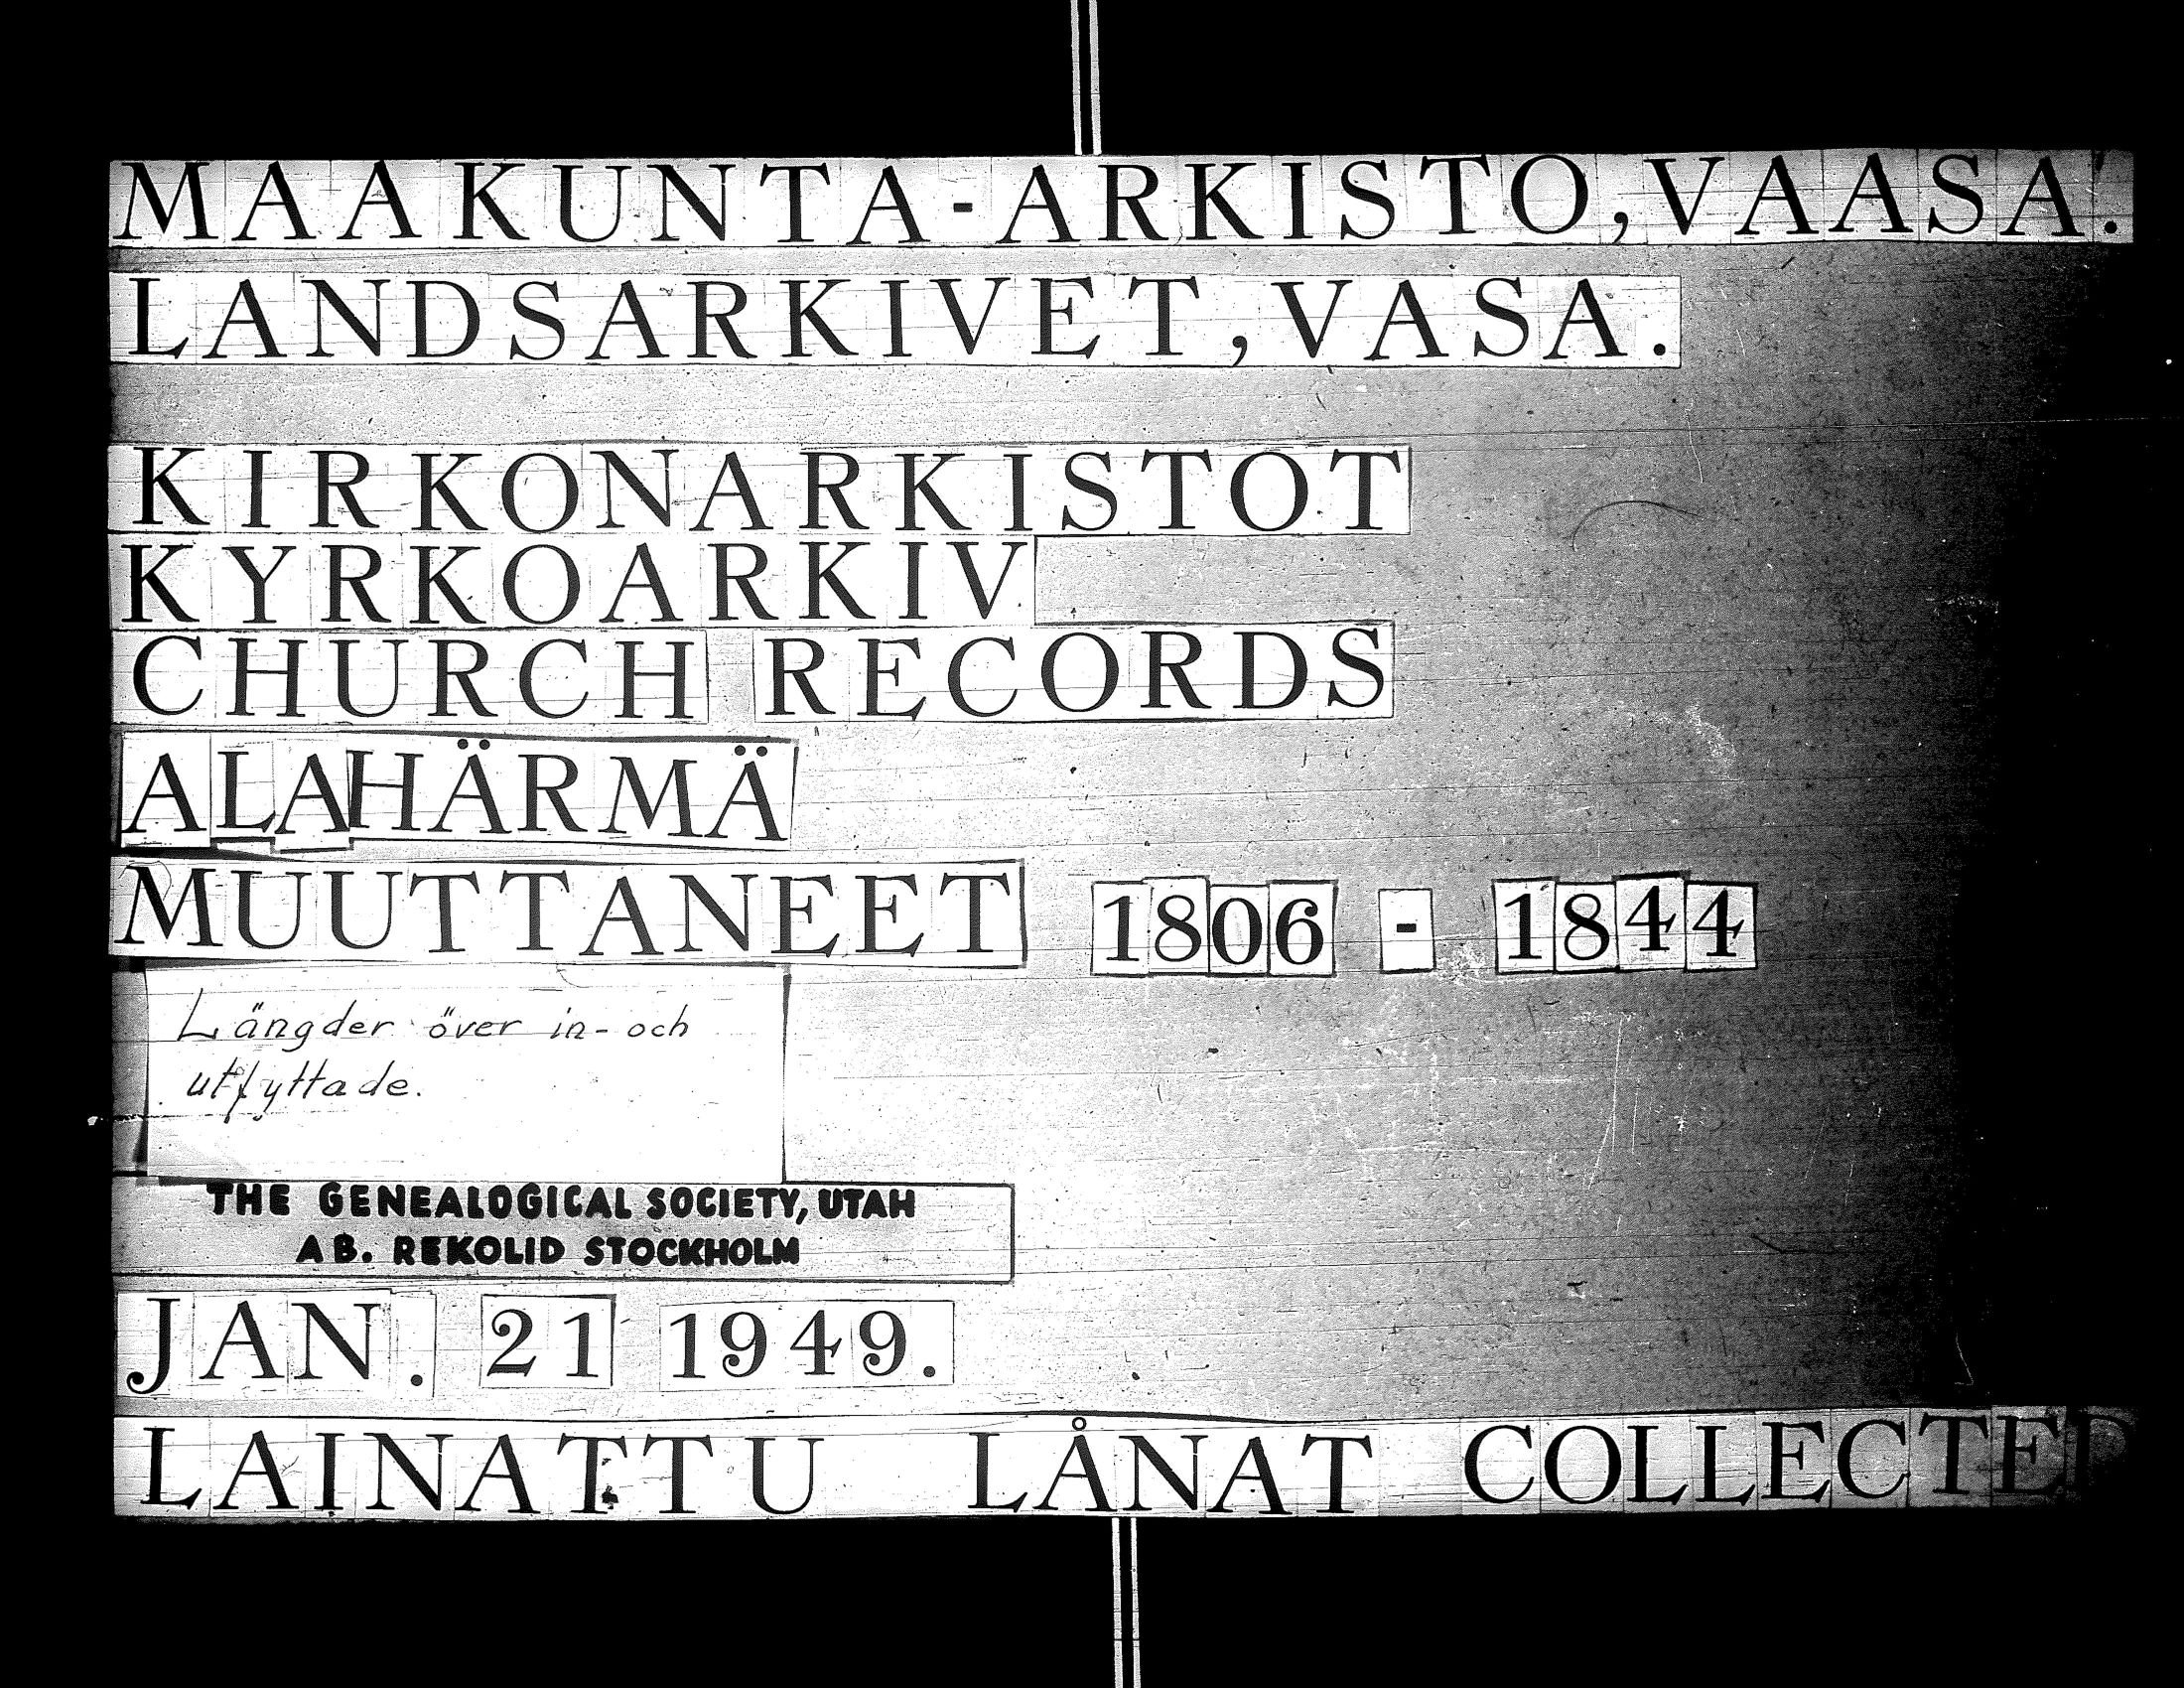 MAAKUNTA-ARKISTO,VAASA.
LANDSARKIVET,VASA.
KIRKONARKISTOT
KYRKOARKIV
CHURCH RECORDS
ALAHÄRMÄ
MUUTTANEET 1806 - 1844
Längder över in- och
utflyttade.
THE GENEALOGICAL SOCIETY, UTAH
AB. REKOLID STOCKHOLM
JAN. 21 1949.
LAINATTU LÅNAT COLLECTED